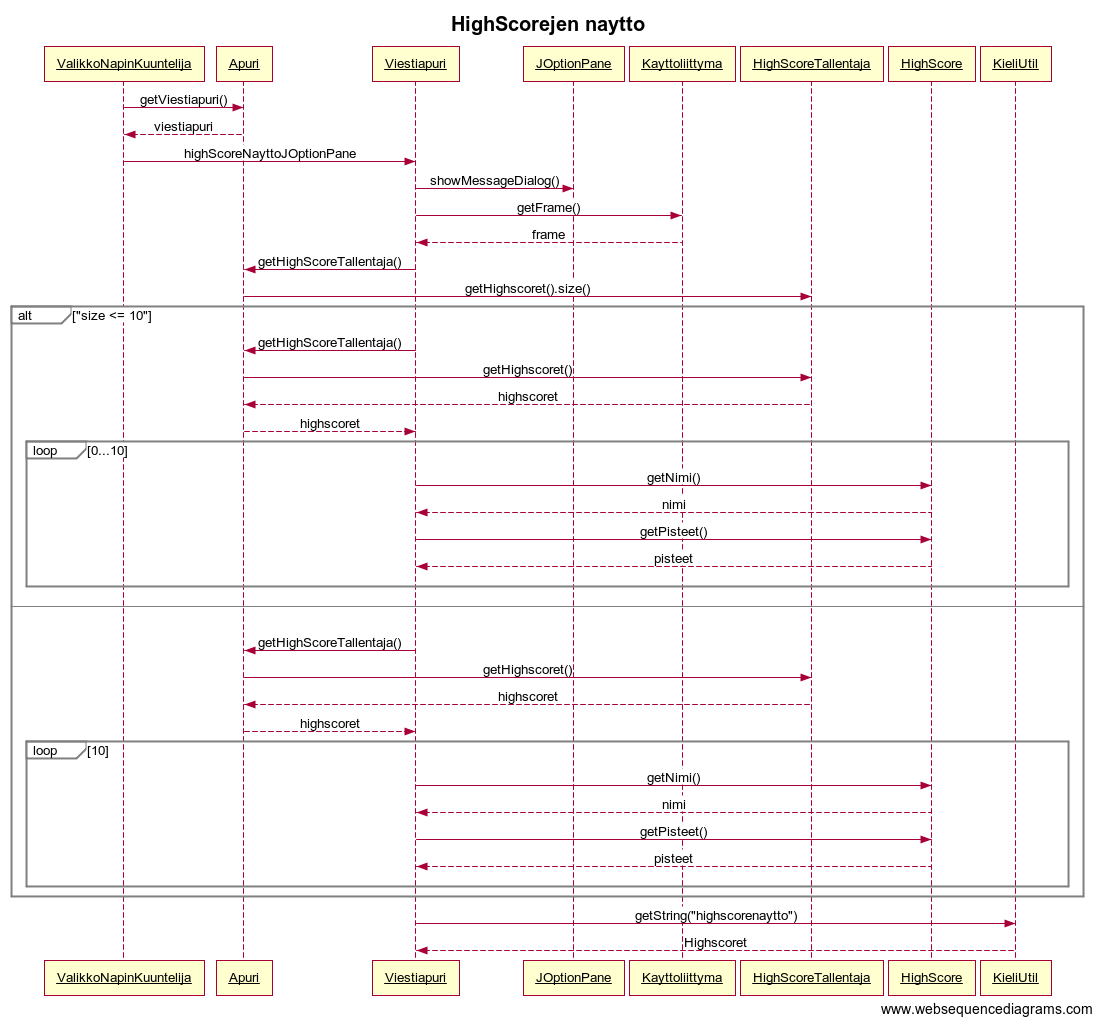 HighScorejen naytto
ValikkoNapinKuuntelija Apuri Viestiapuri JOptionPane Kayttoliittyma HighScoreTallentaja HighScore KieliUtil
getViestiapuri()
viestiapuri
highScoreNayttoJOptionPane
showMessageDialog()
getFrame()
frame
getHighScoreTallentaja()
getHighscoret().size()
alt ["size <= 10"]
getHighScoreTallentaja()
getHighscoret()
highscoret
highscoret
loop [0...10]
getNimi()
nimi
getPisteet()
pisteet
getHighScoreTallentaja()
getHighscoret()
highscoret
highscoret
loop [10]
getNimi()
nimi
getPisteet()
pisteet
getString("highscorenaytto")
Highscoret
ValikkoNapinKuuntelija Apuri Viestiapuri JOptionPane Kayttoliittyma HighScoreTallentaja HighScore KieliUtil
www.websequencediagrams.com